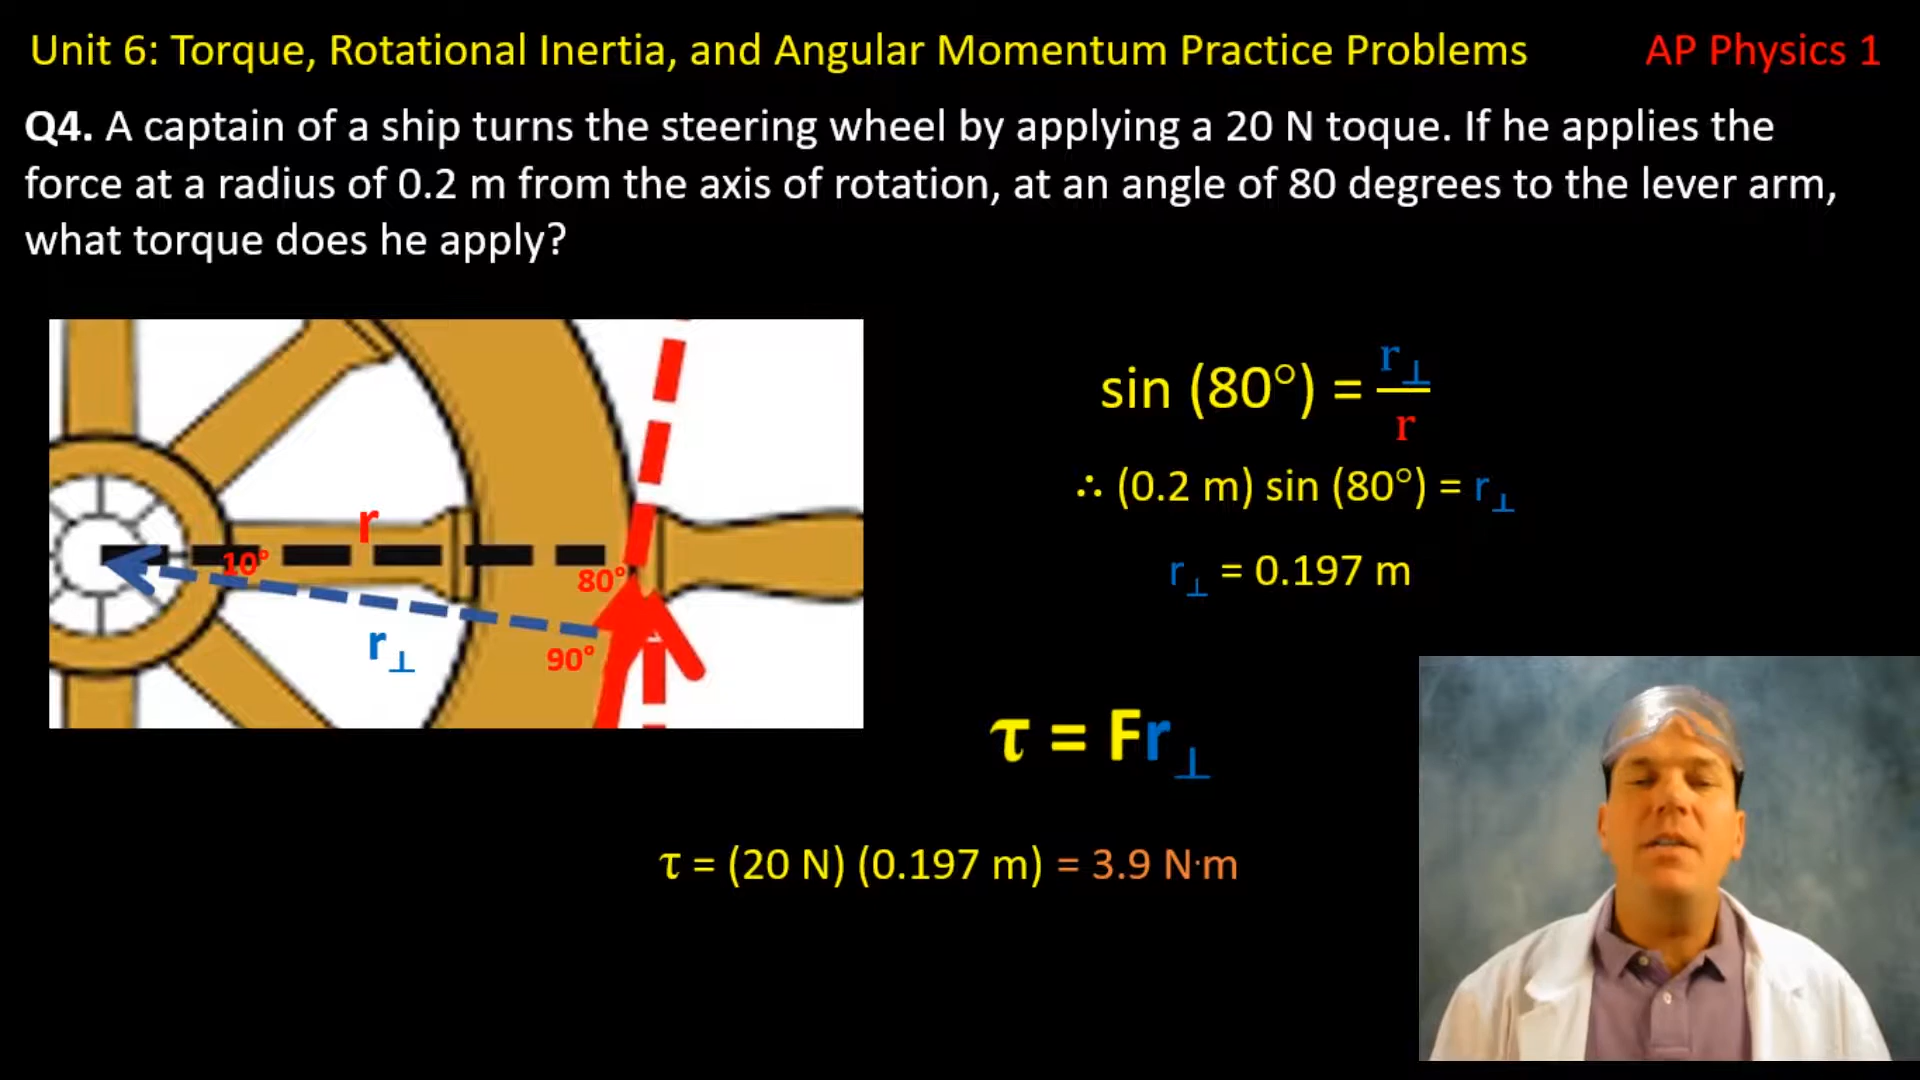 Unit 6: Torque, Rotational Inertia, and Angular Momentum Practice Problems
AP Physics 1
Q4. A captain of a ship turns the steering wheel by applying a 20 N toque. If he applies the
force at a radius of 0.2 m from the axis of rotation, at an angle of 80 degrees to the lever arm,
what torque does he apply?
r
10°
80°
r⊥
90°
sin (80°) = r⊥/r
∴ (0.2 m) sin (80°) = r⊥
r⊥ = 0.197 m
τ = Fr⊥
τ = (20 N) (0.197 m) = 3.9 N·m